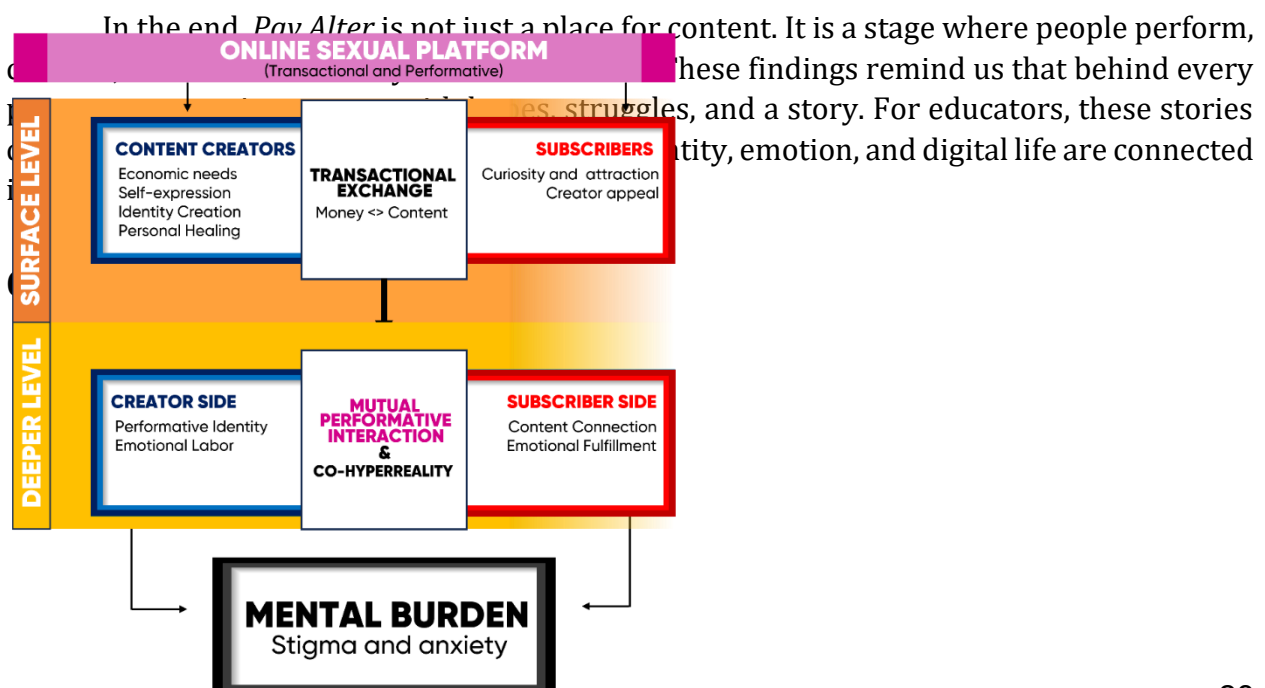 In the end, Pay Alter is not just a place for content. It is a stage where people perform,
ONLINE SEXUAL PLATFORM
(Transactional and Performative)
These findings remind us that behind every
struggles, and a story. For educators, these stories
emotion, and digital life are connected
SURFACE LEVEL
CONTENT CREATORS
Economic needs
Self-expression
Identity Creation
Personal Healing
TRANSACTIONAL
EXCHANGE
Money <> Content
SUBSCRIBERS
Curiosity and attraction
Creator appeal
DEEPER LEVEL
CREATOR SIDE
Performative Identity
Emotional Labor
MUTUAL
PERFORMATIVE
INTERACTION
&
CO-HYPERREALITY
SUBSCRIBER SIDE
Content Connection
Emotional Fulfillment
MENTAL BURDEN
Stigma and anxiety